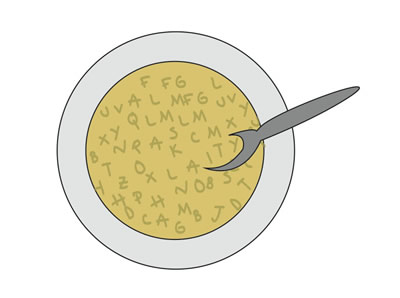 F F G L
U V A L M F G U V
Q L M L M X Y
X Y S C M
N R A A I T Y
B K
T O X L A S
H Z N O 8
H D P H T
D C A M B J D
G